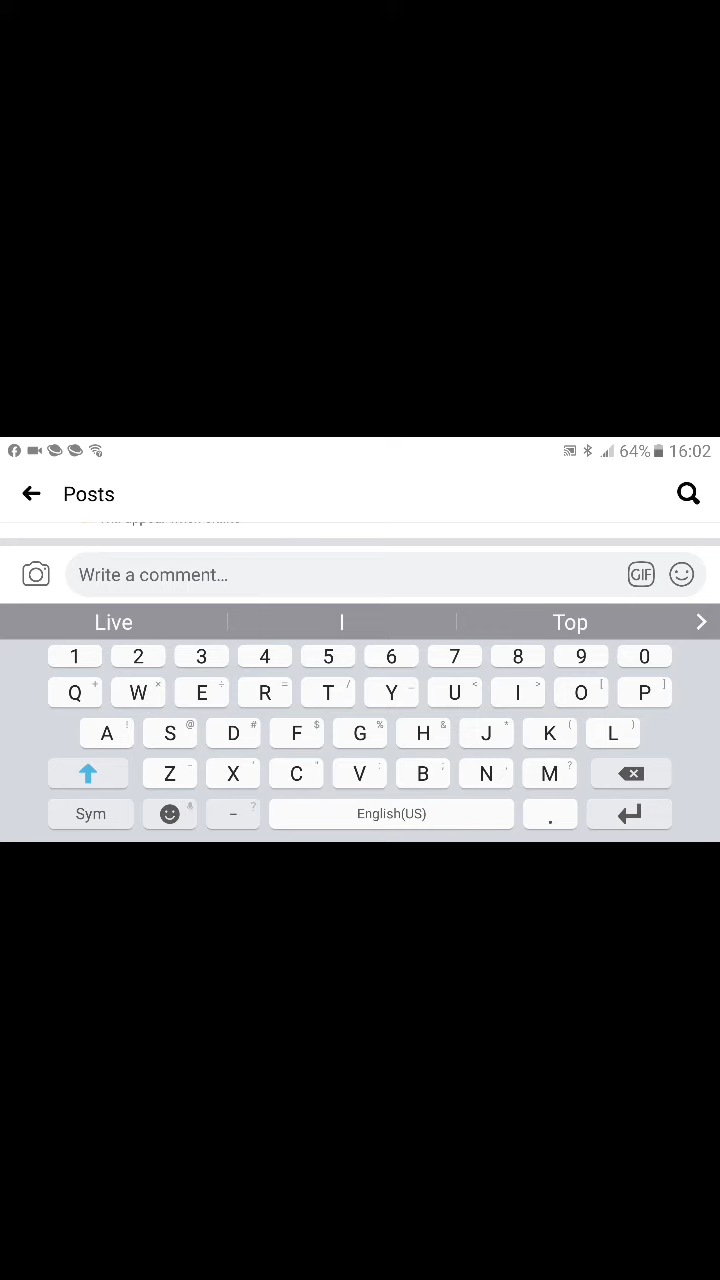 64% 16:02
Posts
Write a comment... GIF
Live I Top
1 2 3 4 5 6 7 8 9 0
Q + W × E ÷ R = T / Y _ U < I > O [ P ]
A ! S @ D # F $ G % H & J * K ( L )
Z - X ' C " V : B ; N , M ?
Sym - ? English(US) .